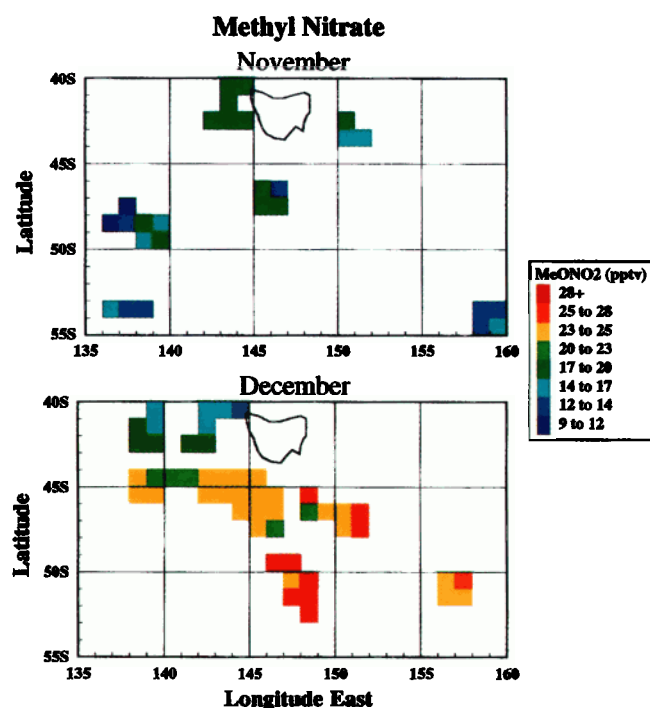 Methyl Nitrate
November
40S
45S
50S
55S
Latitude
135 140 145 150 155 160
MeONO2 (pptv)
28+
25 to 28
23 to 25
20 to 23
17 to 20
14 to 17
12 to 14
9 to 12
December
40S
45S
50S
55S
Latitude
135 140 145 150 155 160
Longitude East